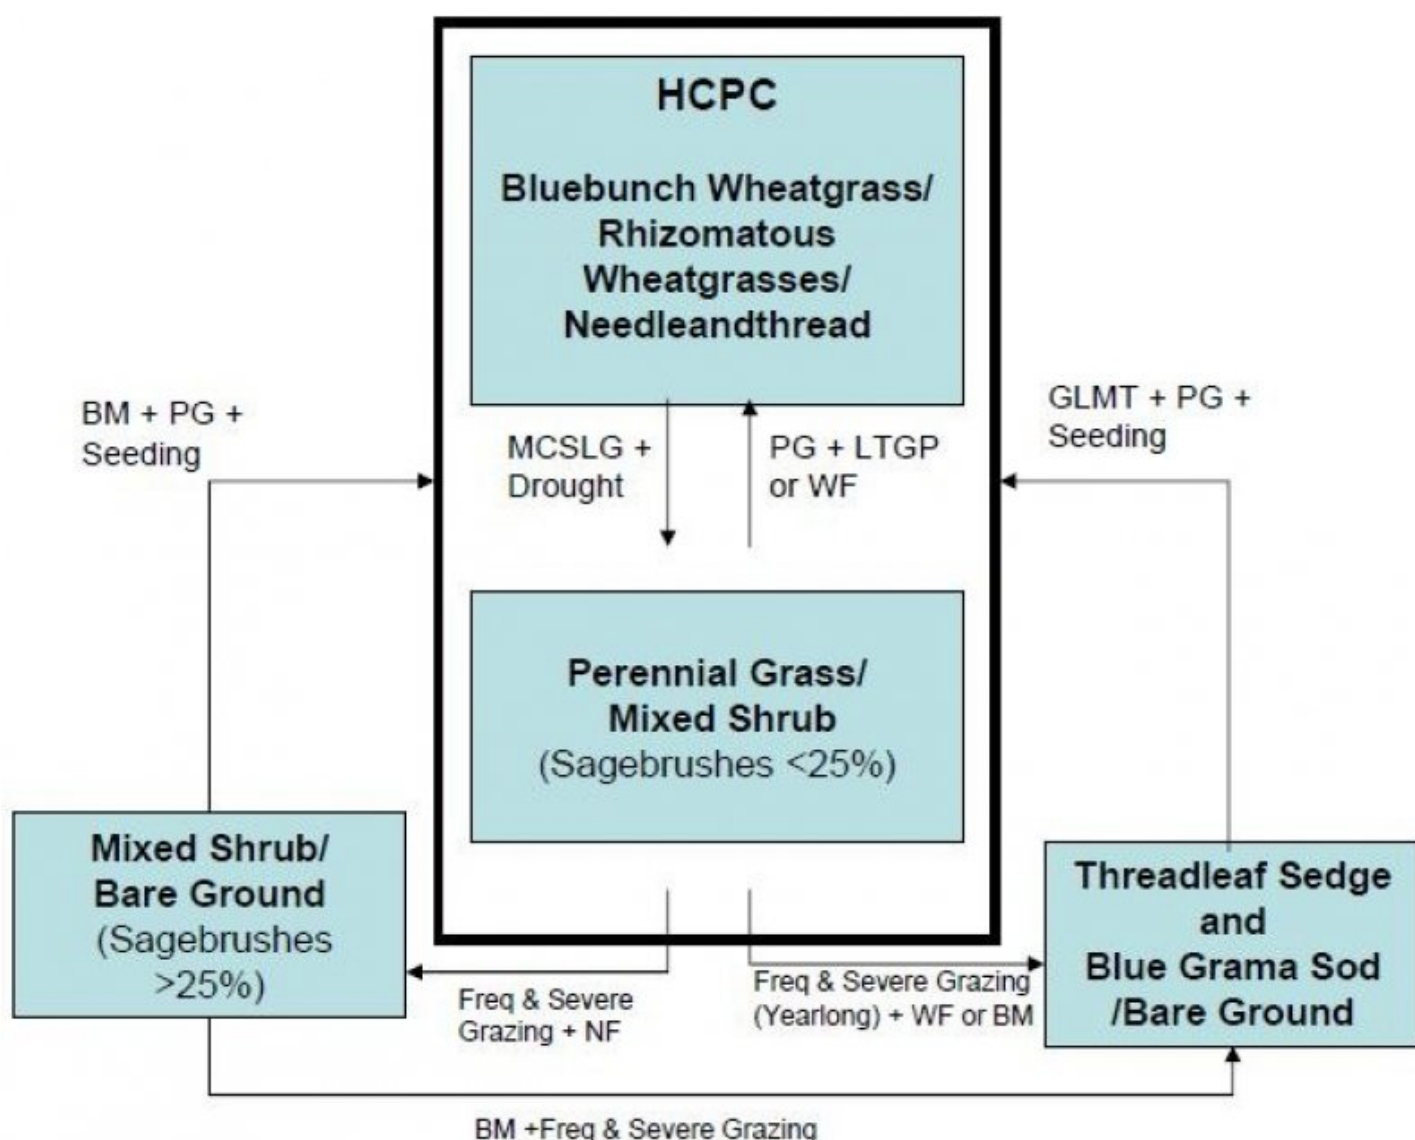 HCPC
Bluebunch Wheatgrass/
Rhizomatous
Wheatgrasses/
Needleandthread
BM + PG +
Seeding
MCSLG +
Drought
PG + LTGP
or WF
GLMT + PG +
Seeding
Perennial Grass/
Mixed Shrub
(Sagebrushes <25%)
Mixed Shrub/
Bare Ground
(Sagebrushes
>25%)
Threadleaf Sedge
and
Blue Grama Sod
/Bare Ground
Freq & Severe
Grazing + NF
Freq & Severe Grazing
(Yearlong) + WF or BM
BM +Freq & Severe Grazing